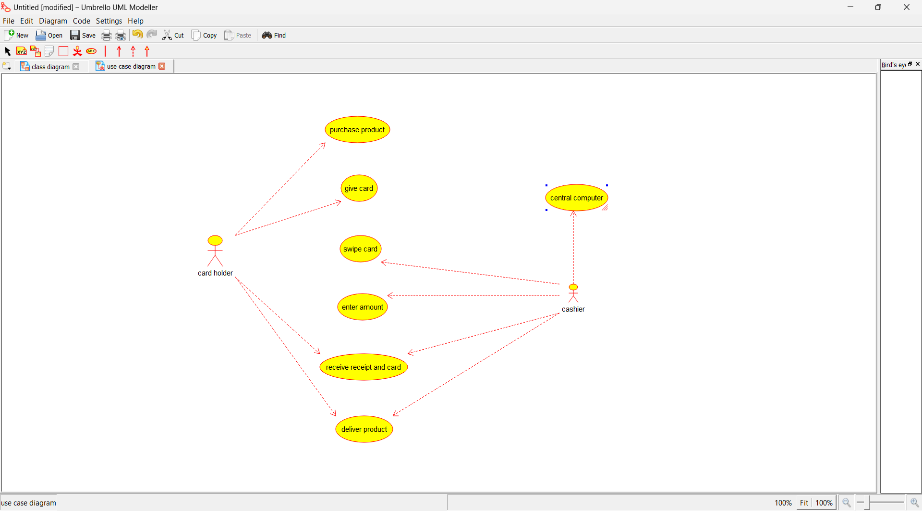 Untitled [modified] – Umbrello UML Modeller
File Edit Diagram Code Settings Help
New Open Save Cut Copy Paste Find
class diagram use case diagram
Bird's eye
purchase product
give card
central computer
swipe card
card holder
enter amount
cashier
receive receipt and card
deliver product
use case diagram 100% Fit 100%